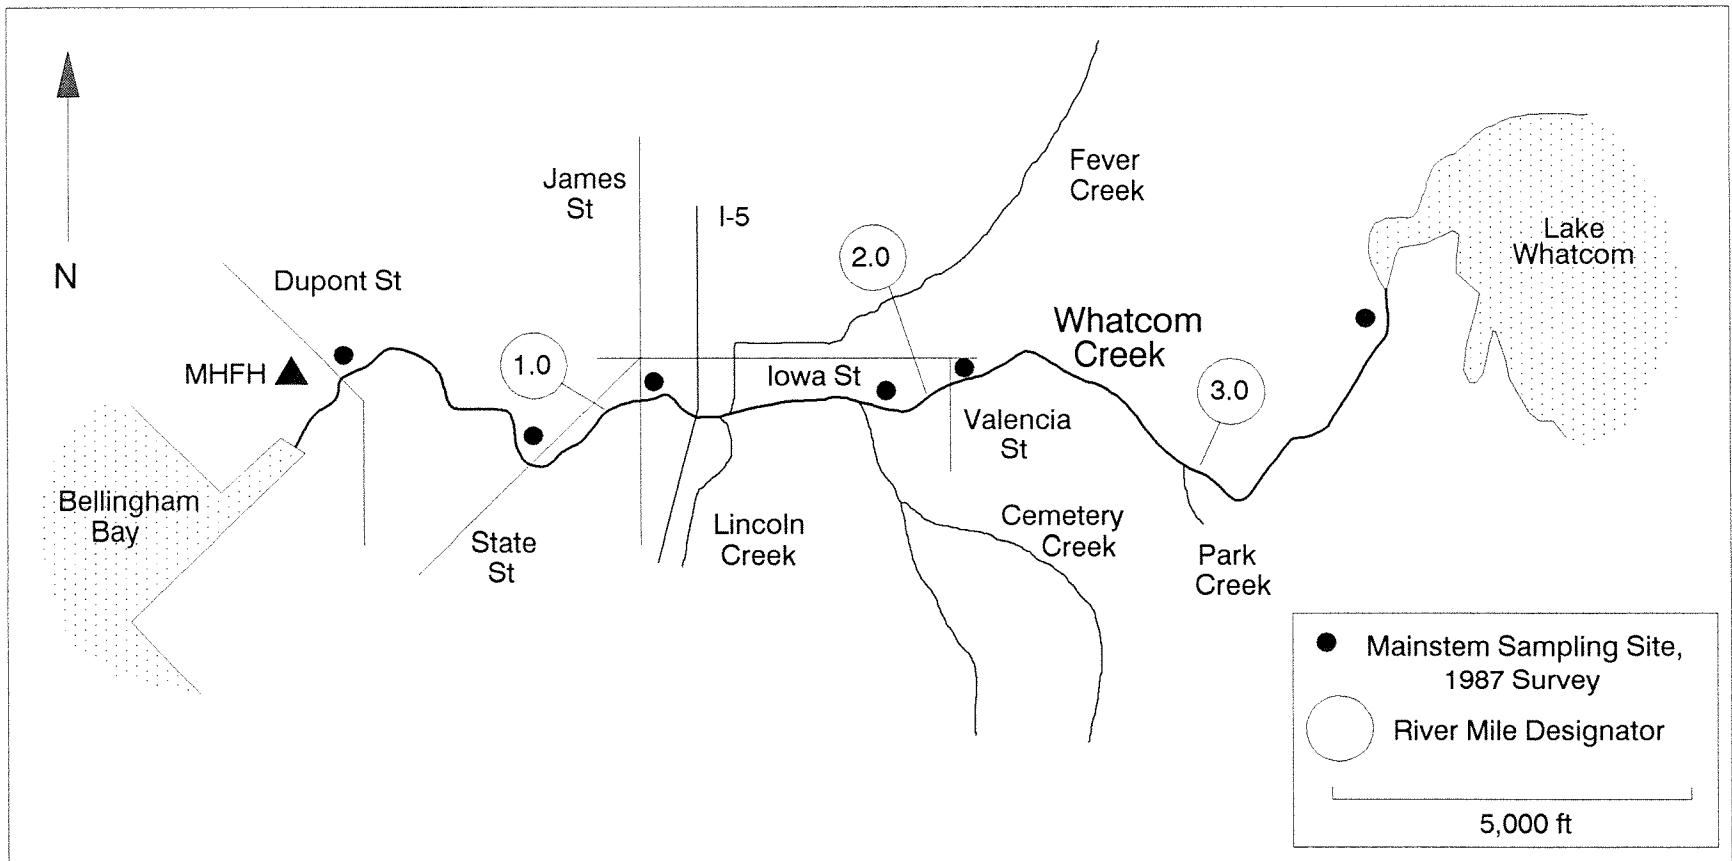 Fever
Creek
James
St
I-5
Lake
Whatcom
2.0
N
Dupont St
Whatcom
Creek
1.0
MHFH
Iowa St
3.0
Valencia
St
Bellingham
Bay
State
St
Lincoln
Creek
Cemetery
Creek
Park
Creek
Mainstem Sampling Site,
1987 Survey
River Mile Designator
5,000 ft